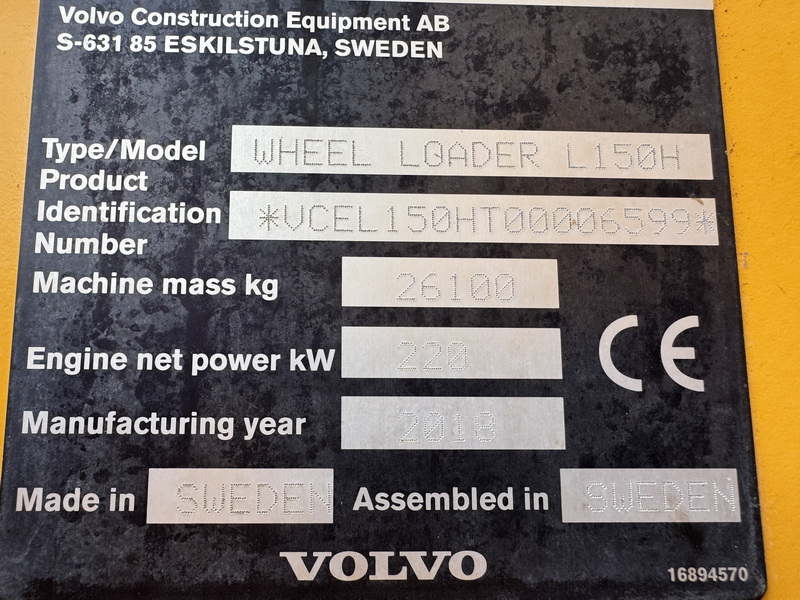 Volvo Construction Equipment AB
S-631 85 ESKILSTUNA, SWEDEN
Type/Model WHEEL LOADER L150H
Product
Identification *VCEL150HT00006599*
Number
Machine mass kg 26100
Engine net power kW 220
Manufacturing year 2018
Made in SWEDEN Assembled in SWEDEN
CE
VOLVO
16894570